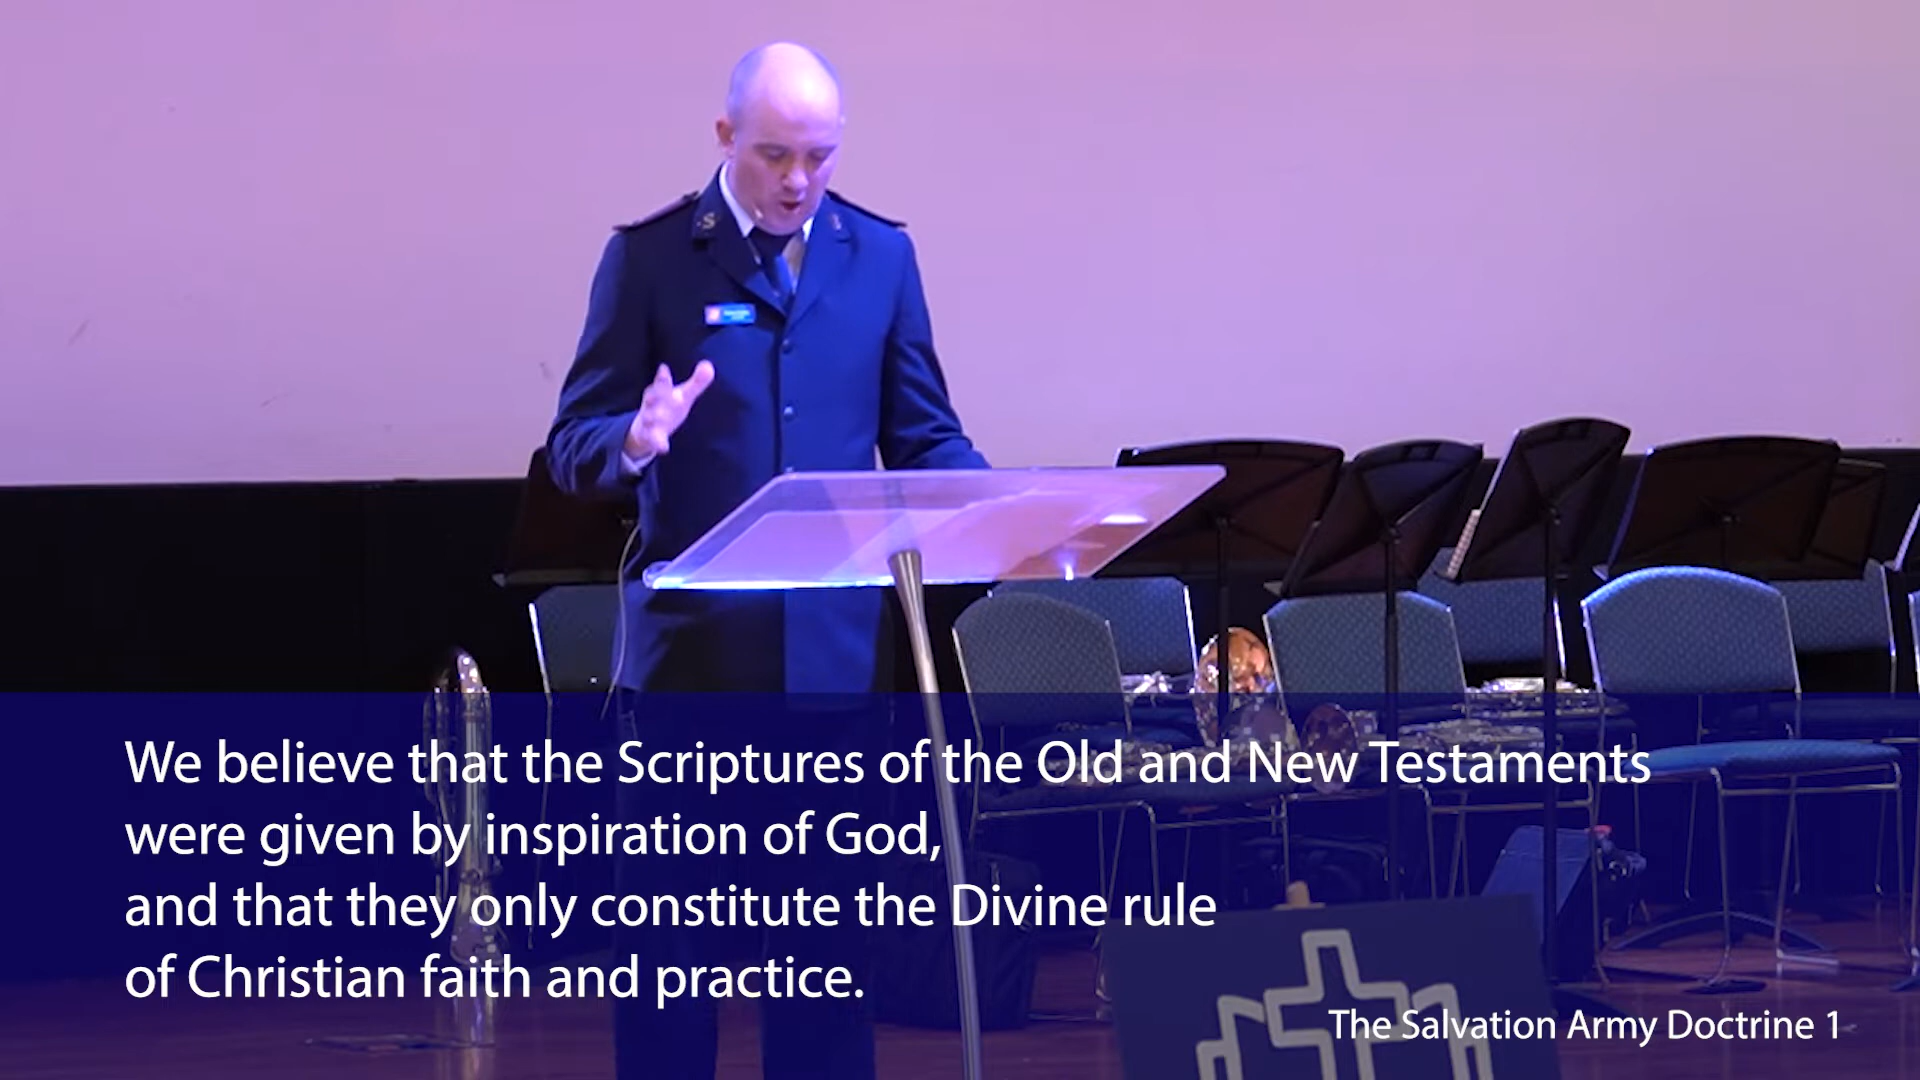 We believe that the Scriptures of the Old and New Testaments
were given by inspiration of God,
and that they only constitute the Divine rule
of Christian faith and practice.
The Salvation Army Doctrine 1
S